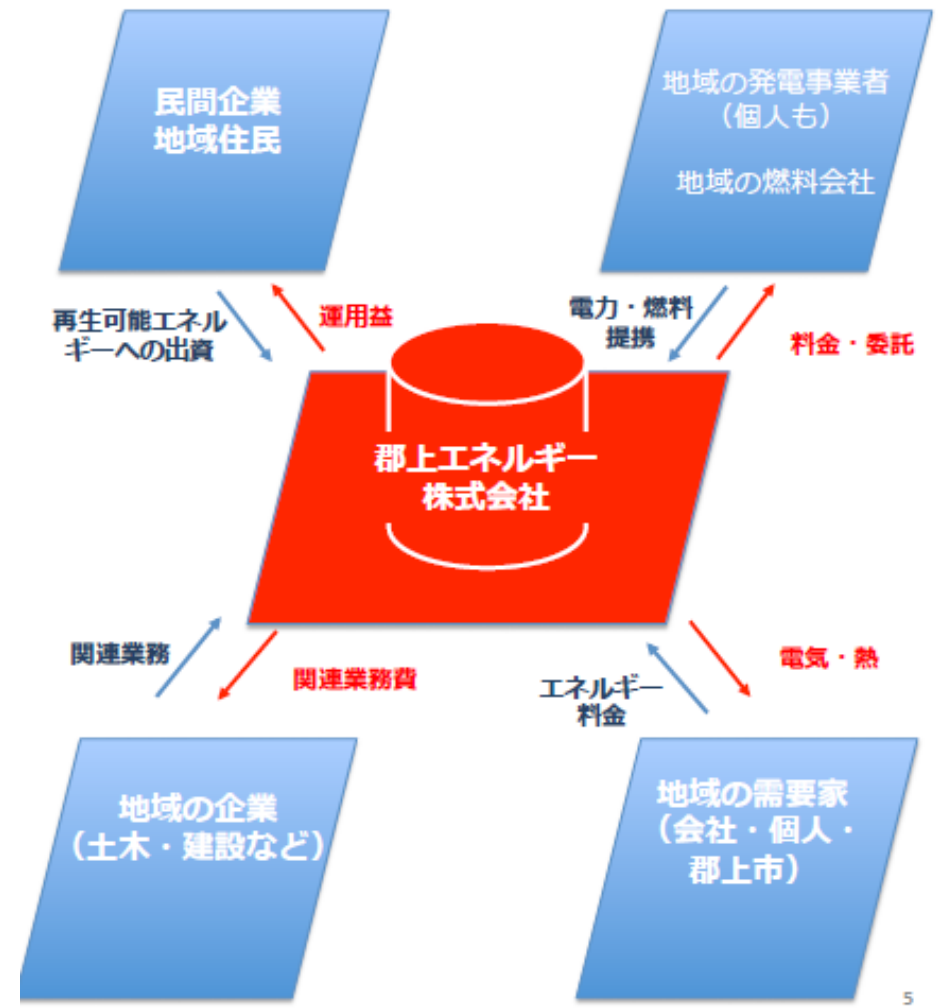 民間企業
地域住民
地域の発電事業者
（個人も）
地域の燃料会社
再生可能エネル
ギーへの出資
運用益
電力・燃料
提携
料金・委託
郡上エネルギー
株式会社
関連業務
関連業務費
エネルギー
料金
電気・熱
地域の企業
（土木・建設など）
地域の需要家
（会社・個人・
郡上市）
5